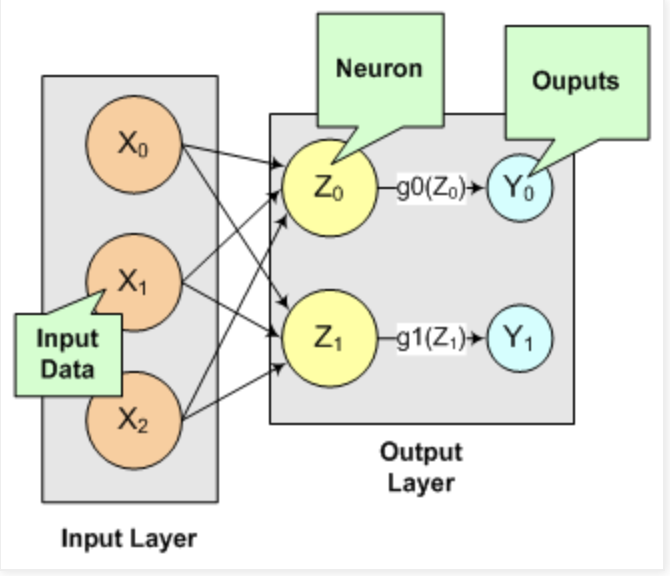 Neuron
Ouputs
X₀
Z₀
g0(Z₀)
Y₀
X₁
Input
Data
Z₁
g1(Z₁)
Y₁
X₂
Output
Layer
Input Layer